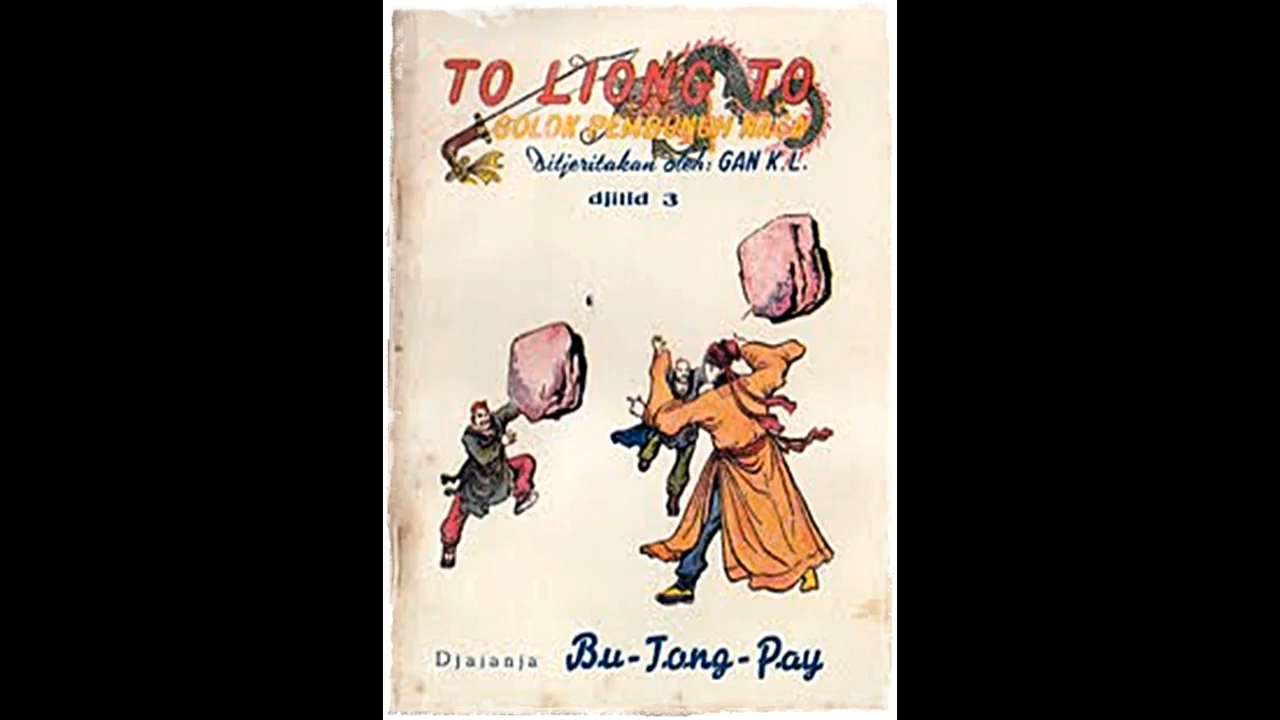 TO LIONG TO
GOLOK PEMBUNUH NAGA
Ditjeritakan oleh: GAN K.L.
djilid 3
Djajanja Bu-Tong-Pay